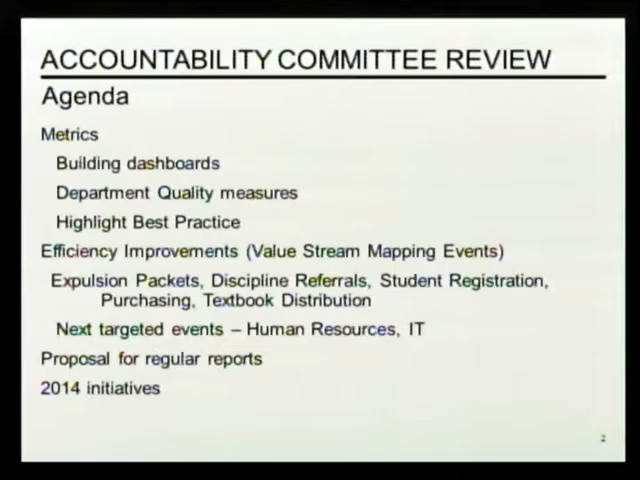 ACCOUNTABILITY COMMITTEE REVIEW
Agenda
Metrics
Building dashboards
Department Quality measures
Highlight Best Practice
Efficiency Improvements (Value Stream Mapping Events)
Expulsion Packets, Discipline Referrals, Student Registration,
Purchasing, Textbook Distribution
Next targeted events – Human Resources, IT
Proposal for regular reports
2014 initiatives
2